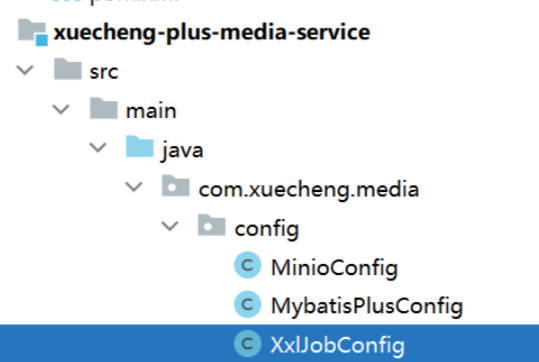 xuecheng-plus-media-service
src
main
java
com.xuecheng.media
config
C MinioConfig
C MybatisPlusConfig
C XxlJobConfig